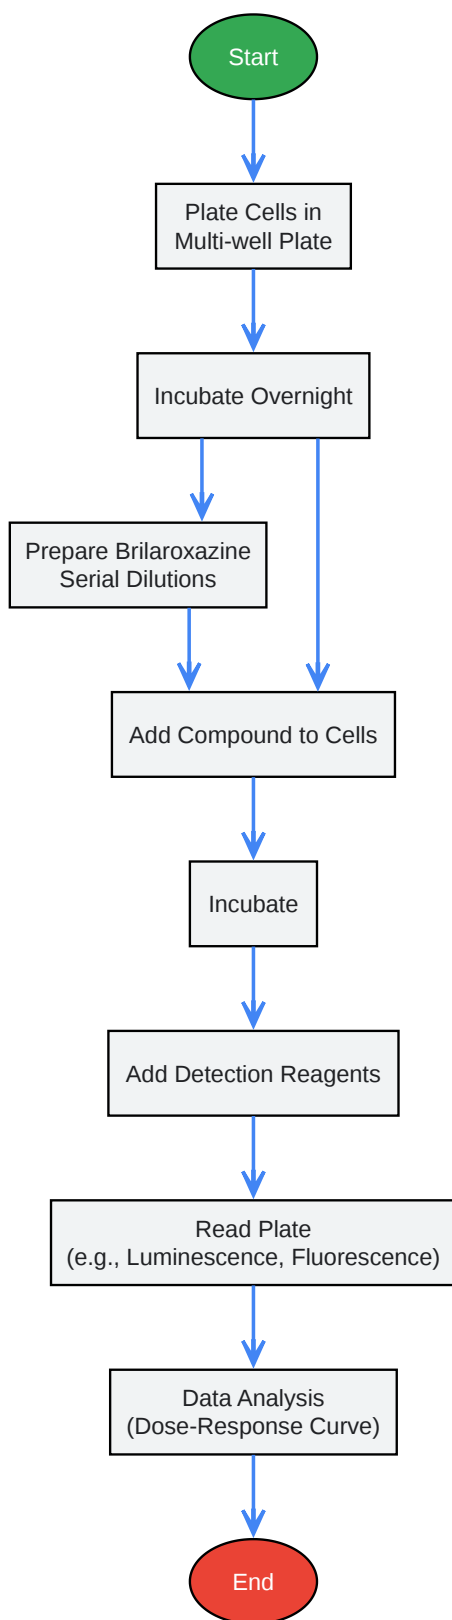 Start
Plate Cells in
Multi-well Plate
Incubate Overnight
Prepare Brilaroxazine
Serial Dilutions
Add Compound to Cells
Incubate
Add Detection Reagents
Read Plate
(e.g., Luminescence, Fluorescence)
Data Analysis
(Dose-Response Curve)
End